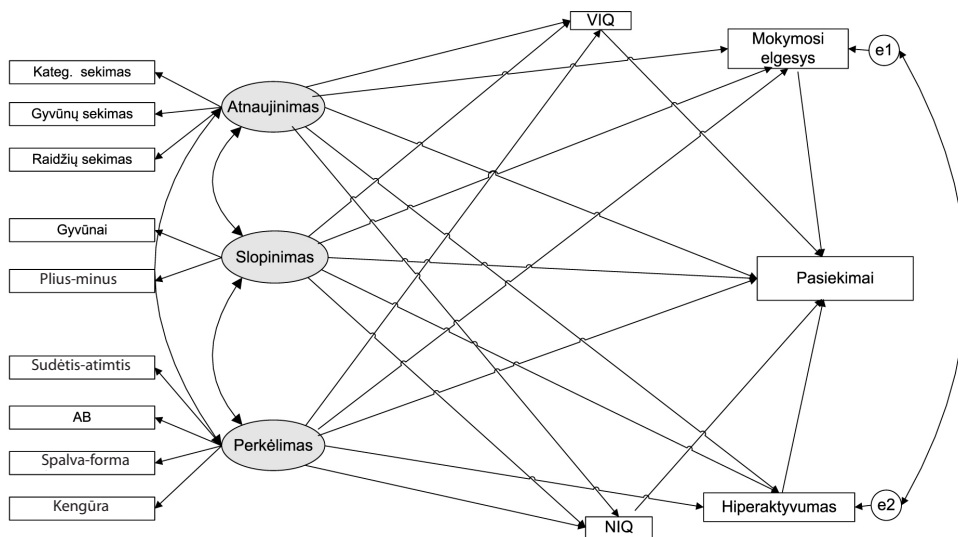 VIQ
Mokymosi
elgesys
e1
Kateg. sekimas
Gyvūnų sekimas
Raidžių sekimas
Atnaujinimas
Gyvūnai
Plius-minus
Slopinimas
Pasiekimai
Sudėtis-atimtis
AB
Spalva-forma
Kengūra
Perkėlimas
NIQ
Hiperaktyvumas
e2